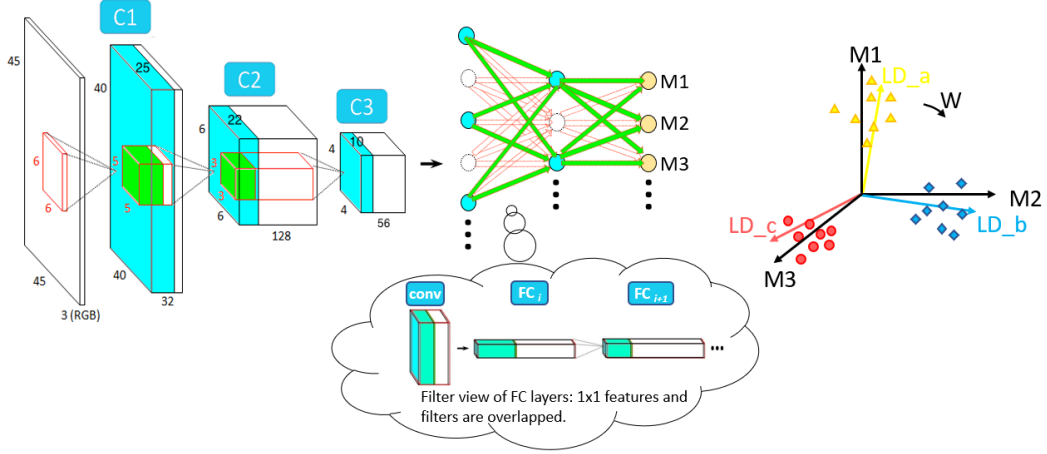 C1
C2
C3
45
45
3 (RGB)
6
6
40
25
40
32
5
5
6
22
6
128
3
3
4
10
4
56
M1
M2
M3
M1
LD_a
W
M2
LD_b
LD_c
M3
conv
FC i
FC i+1
Filter view of FC layers: 1x1 features and
filters are overlapped.